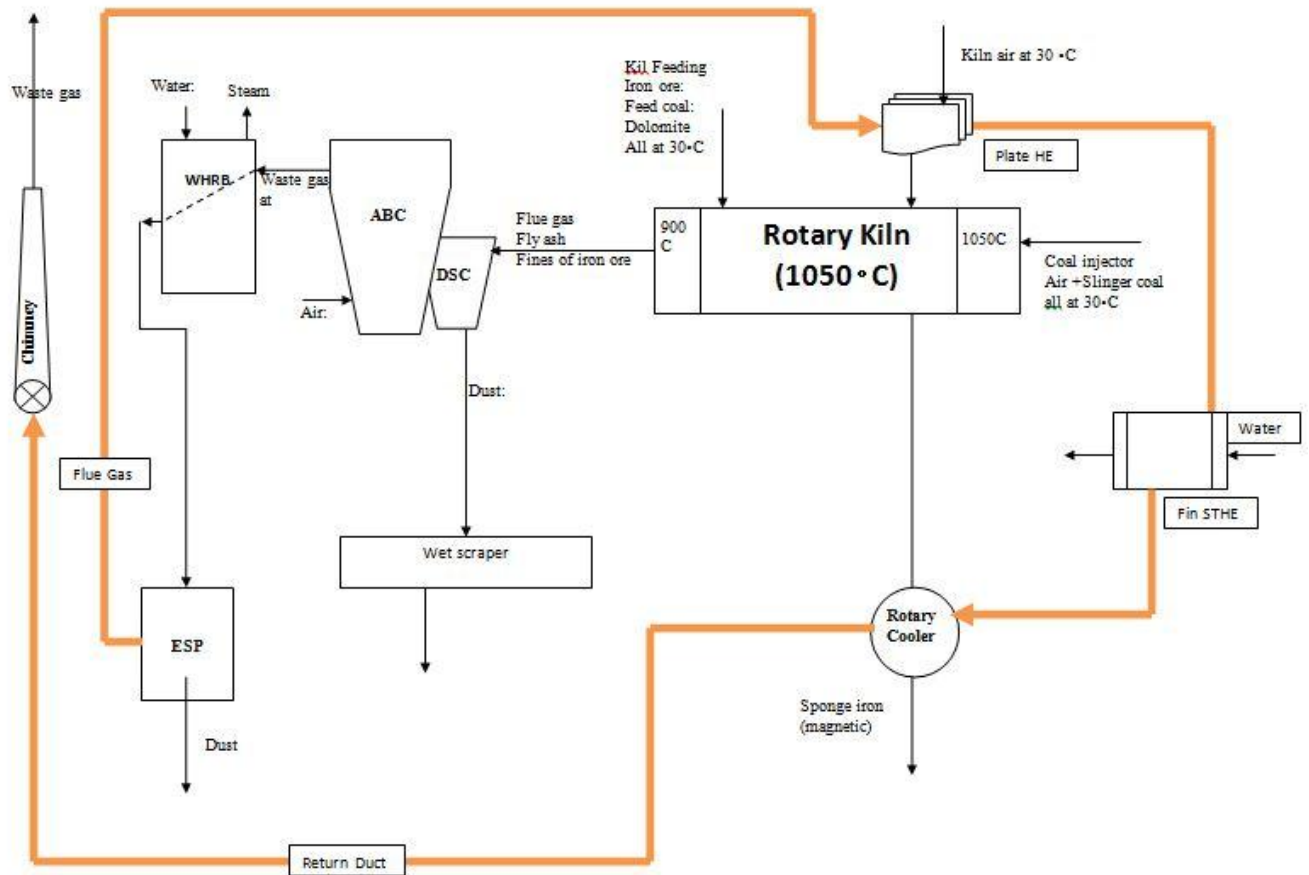 Waste gas
Water:
Steam
WHRB
Waste gas
at
ABC
DSC
Air:
Flue gas
Fly ash
Fines of iron ore
Kil Feeding
Iron ore:
Feed coal:
Dolomite
All at 30•C
Kiln air at 30 •C
Plate HE
900
C
Rotary Kiln
(1050°C)
1050C
Coal injector
Air +Slinger coal
all at 30•C
Chimney
Dust:
Water
Fin STHE
Flue Gas
Wet scraper
ESP
Rotary
Cooler
Sponge iron
(magnetic)
Dust
Return Duct